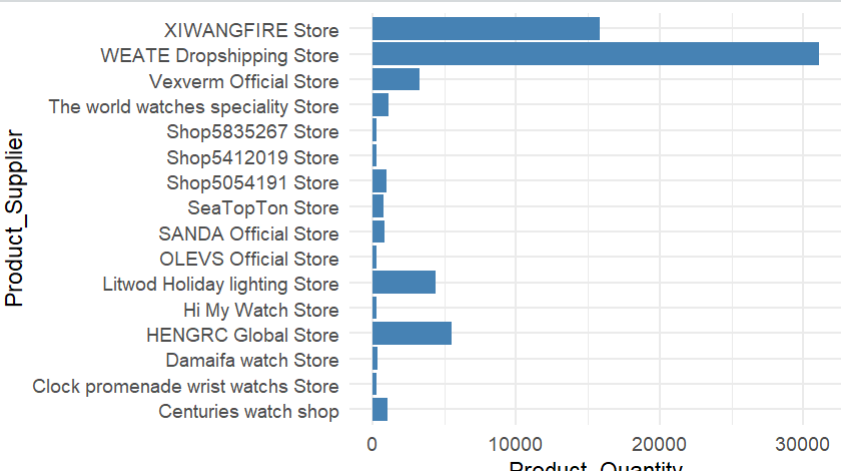 XIWANGFIRE Store
WEATE Dropshipping Store
Vexverm Official Store
The world watches speciality Store
Shop5835267 Store
Shop5412019 Store
Shop5054191 Store
SeaTopTon Store
SANDA Official Store
OLEVS Official Store
Litwod Holiday lighting Store
Hi My Watch Store
HENGRC Global Store
Damaifa watch Store
Clock promenade wrist watchs Store
Centuries watch shop
Product_Supplier
0 10000 20000 30000
Product_Quantity